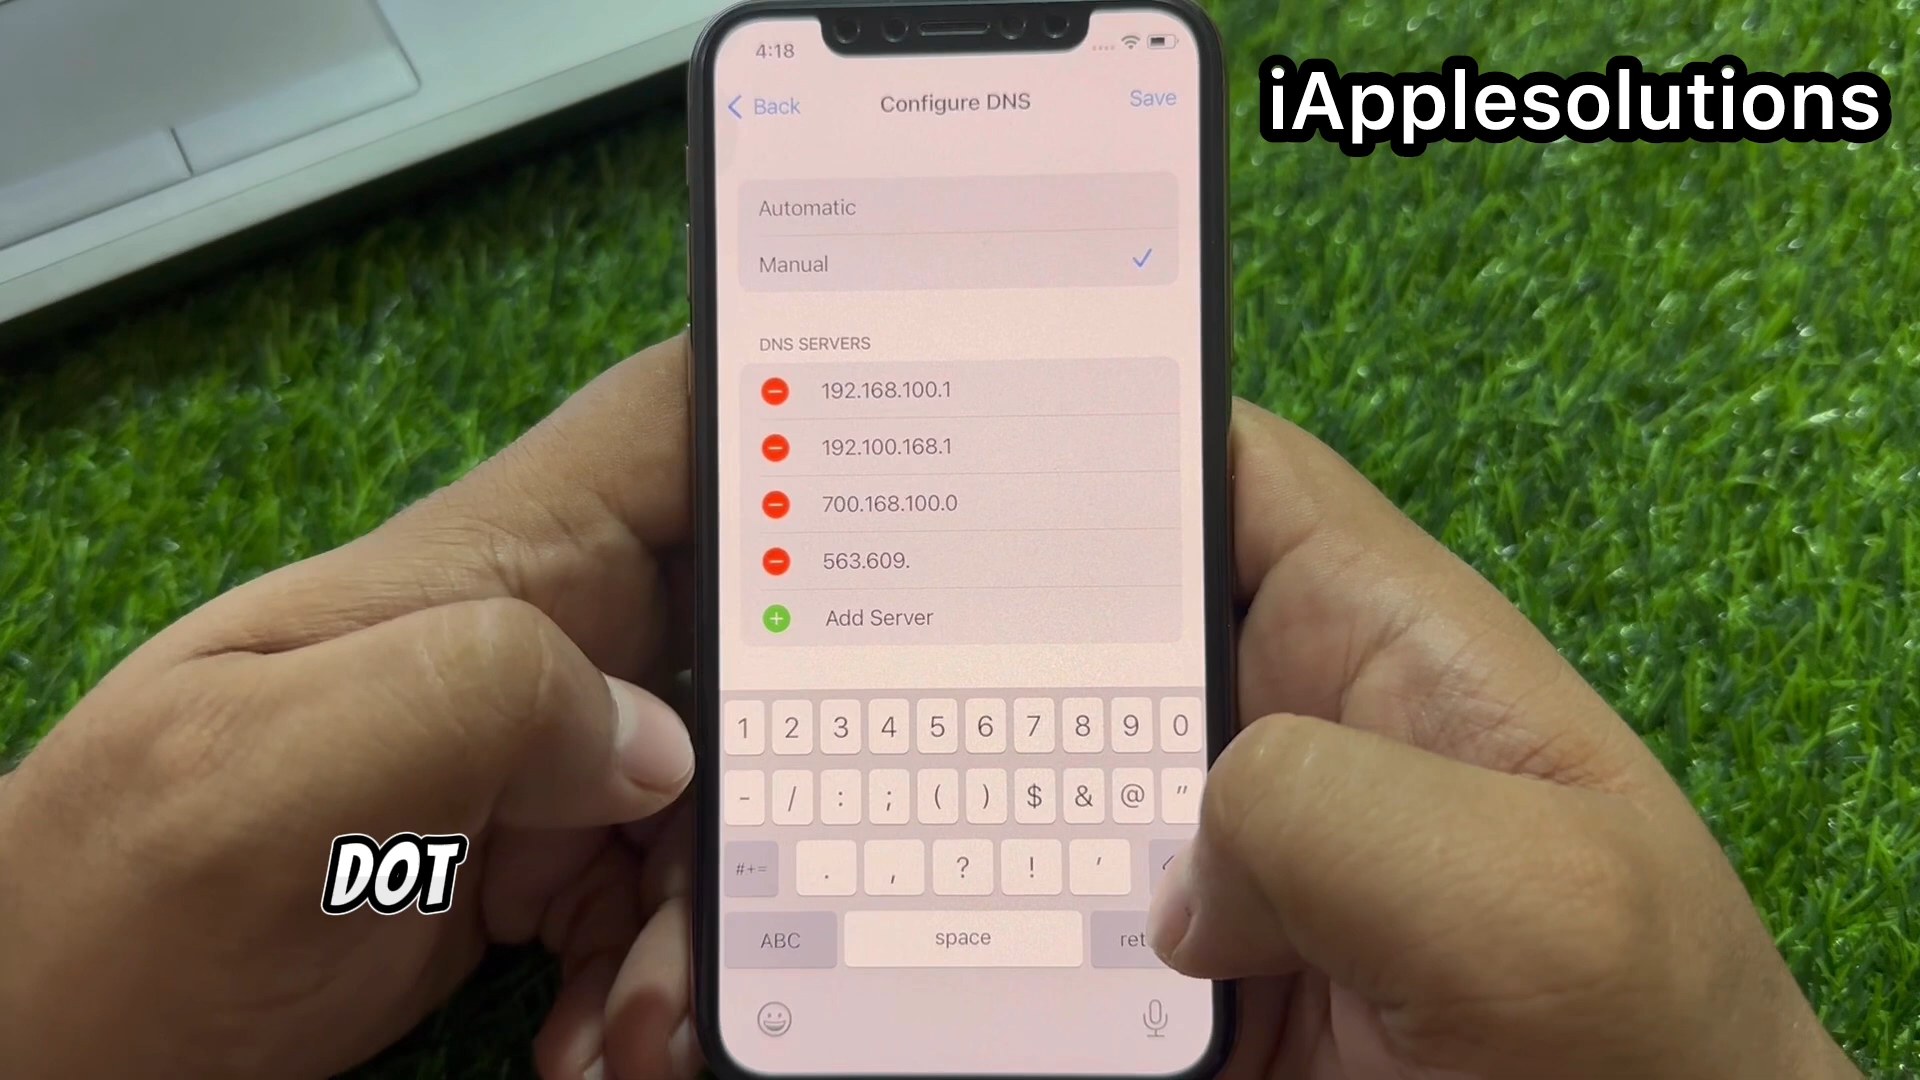 4:18
iApplesolutions
Back
Configure DNS
Save
Automatic
Manual
DNS SERVERS
192.168.100.1
192.100.168.1
700.168.100.0
563.609.
Add Server
1 2 3 4 5 6 7 8 9 0
- / : ; ( ) $ & @ "
#+= . , ? ! '
DOT
ABC space ret